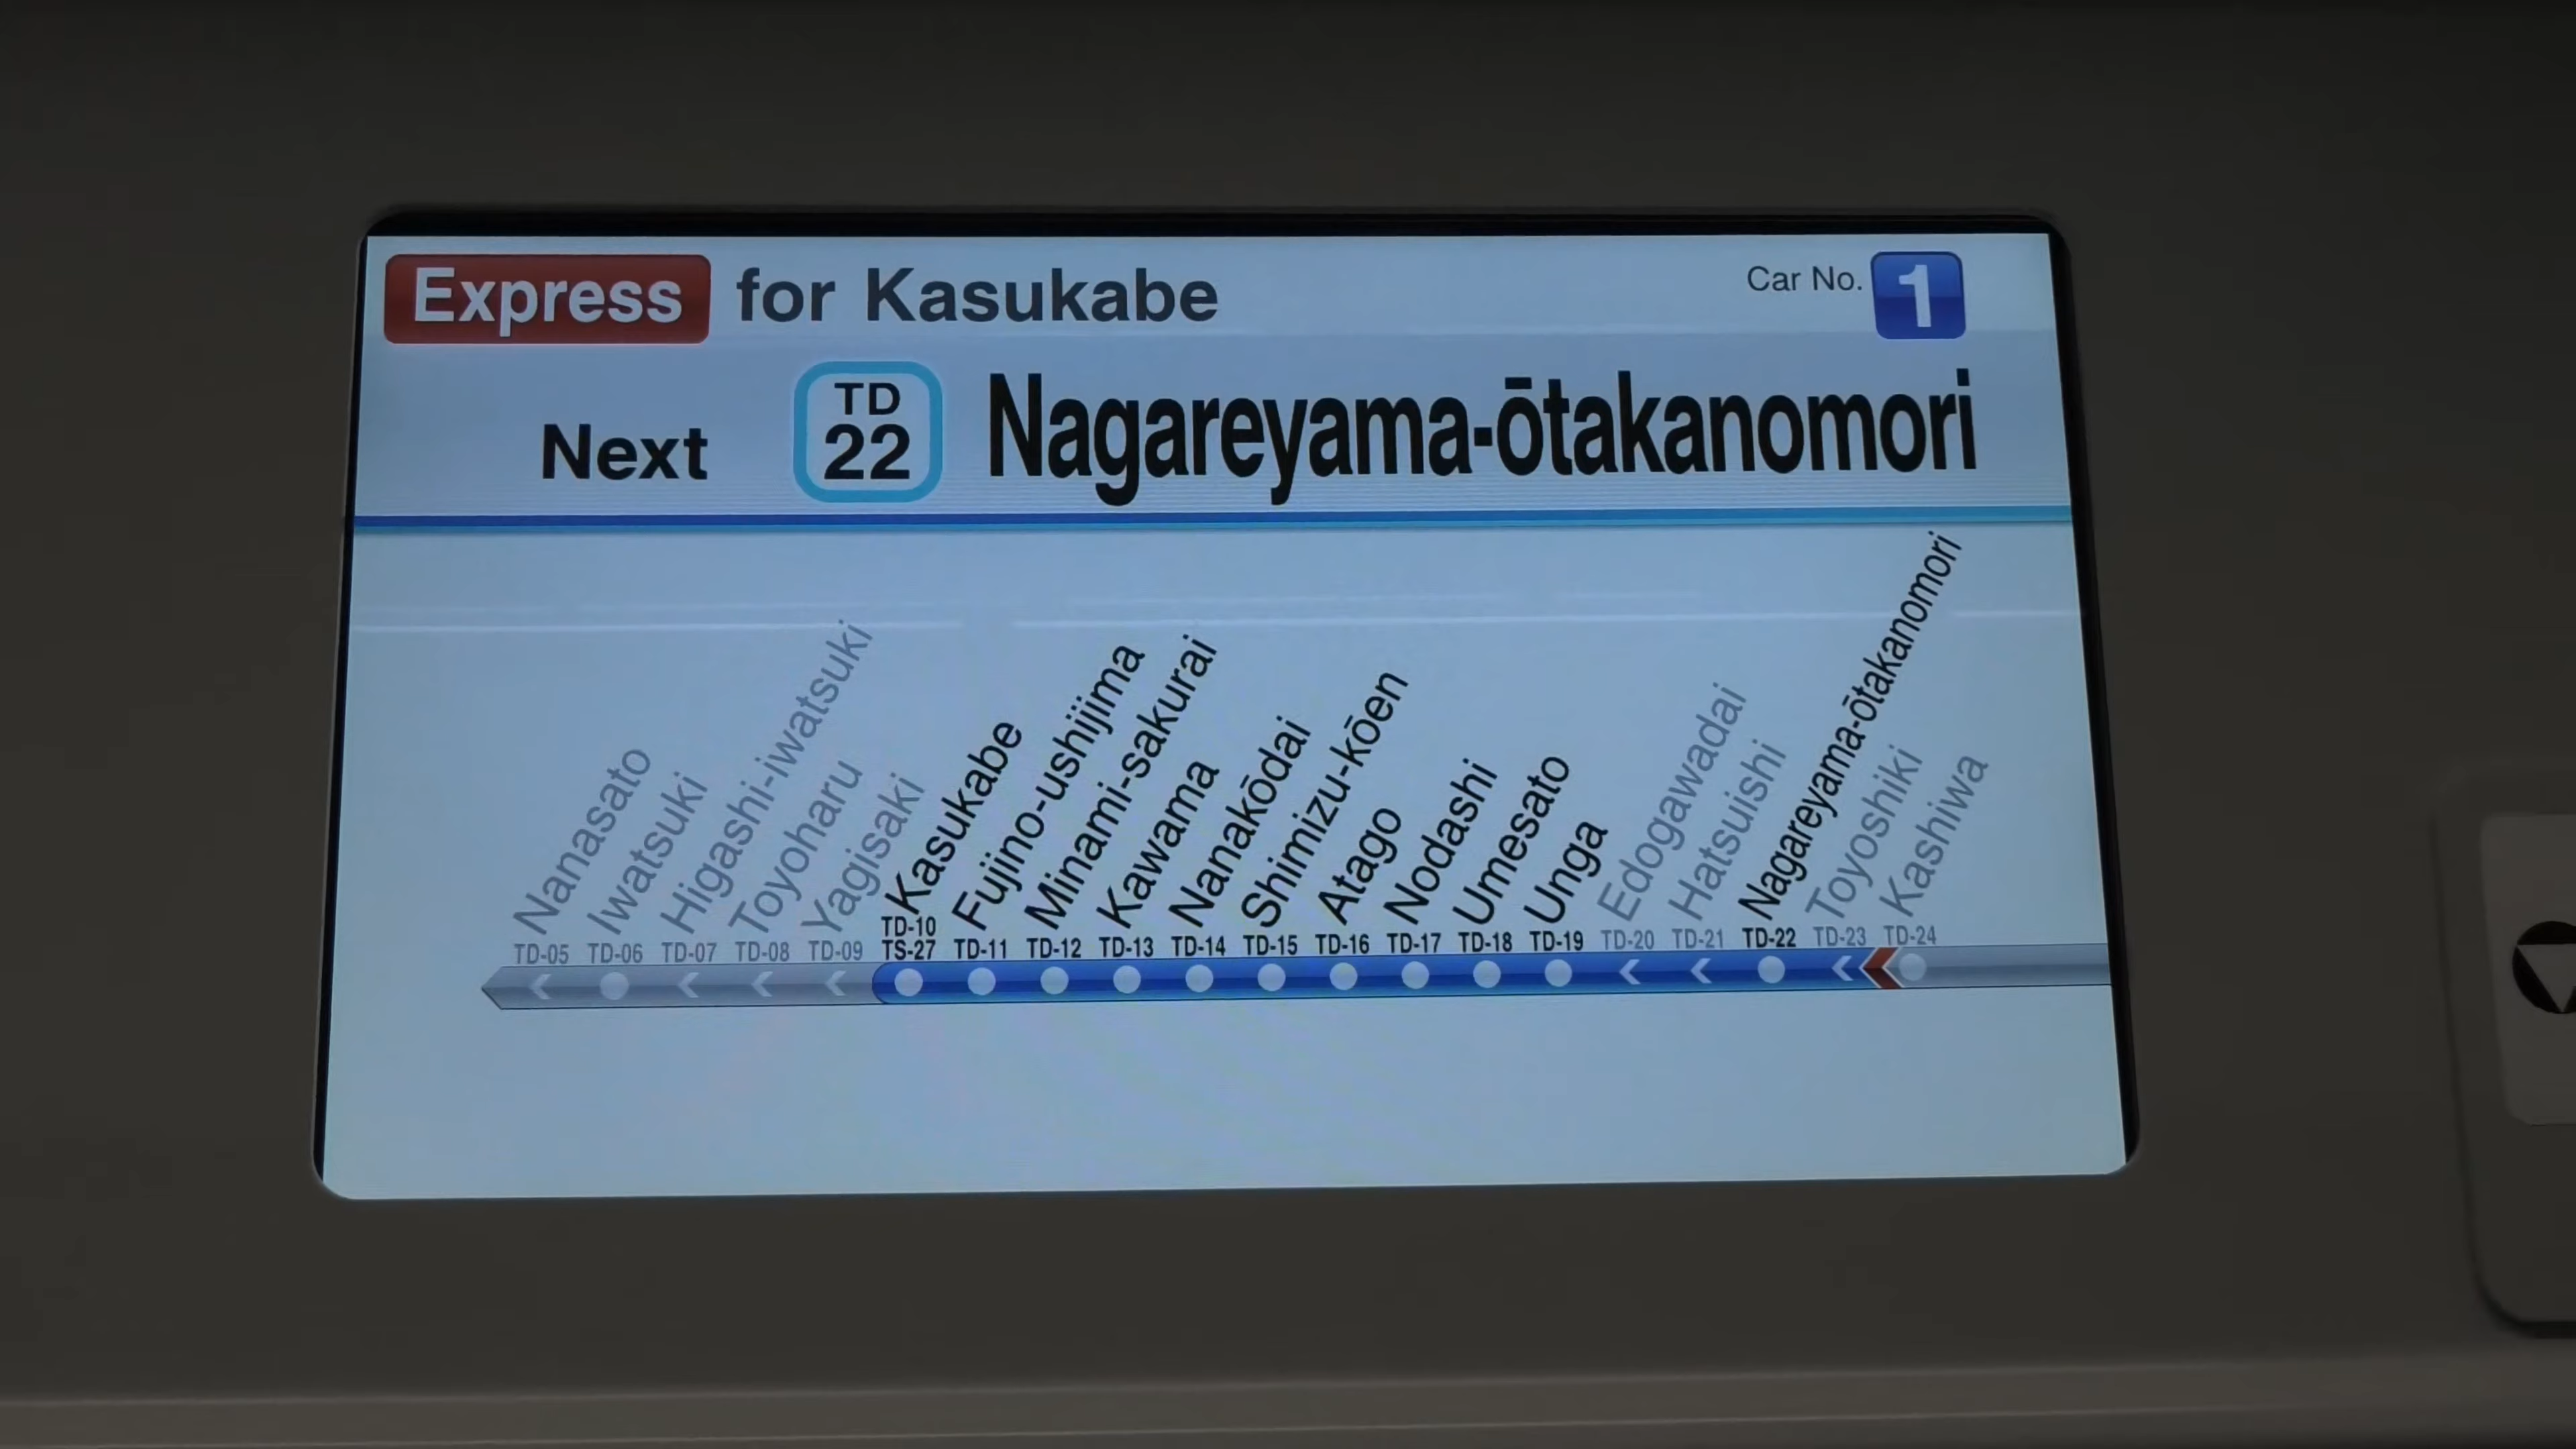 Express for Kasukabe
Car No. 1
Next TD 22 Nagareyama-ōtakanomori
Nanasato
Iwatsuki
Higashi-iwatsuki
Toyoharu
Yagisaki
Kasukabe
Fujino-ushijima
Minami-sakurai
Kawama
Nanakōdai
Shimizu-kōen
Atago
Nodashi
Umesato
Unga
Edogawadai
Hatsuishi
Nagareyama-ōtakanomori
Toyoshiki
Kashiwa
TD-05 TD-06 TD-07 TD-08 TD-09 TD-10 TS-27 TD-11 TD-12 TD-13 TD-14 TD-15 TD-16 TD-17 TD-18 TD-19 TD-20 TD-21 TD-22 TD-23 TD-24